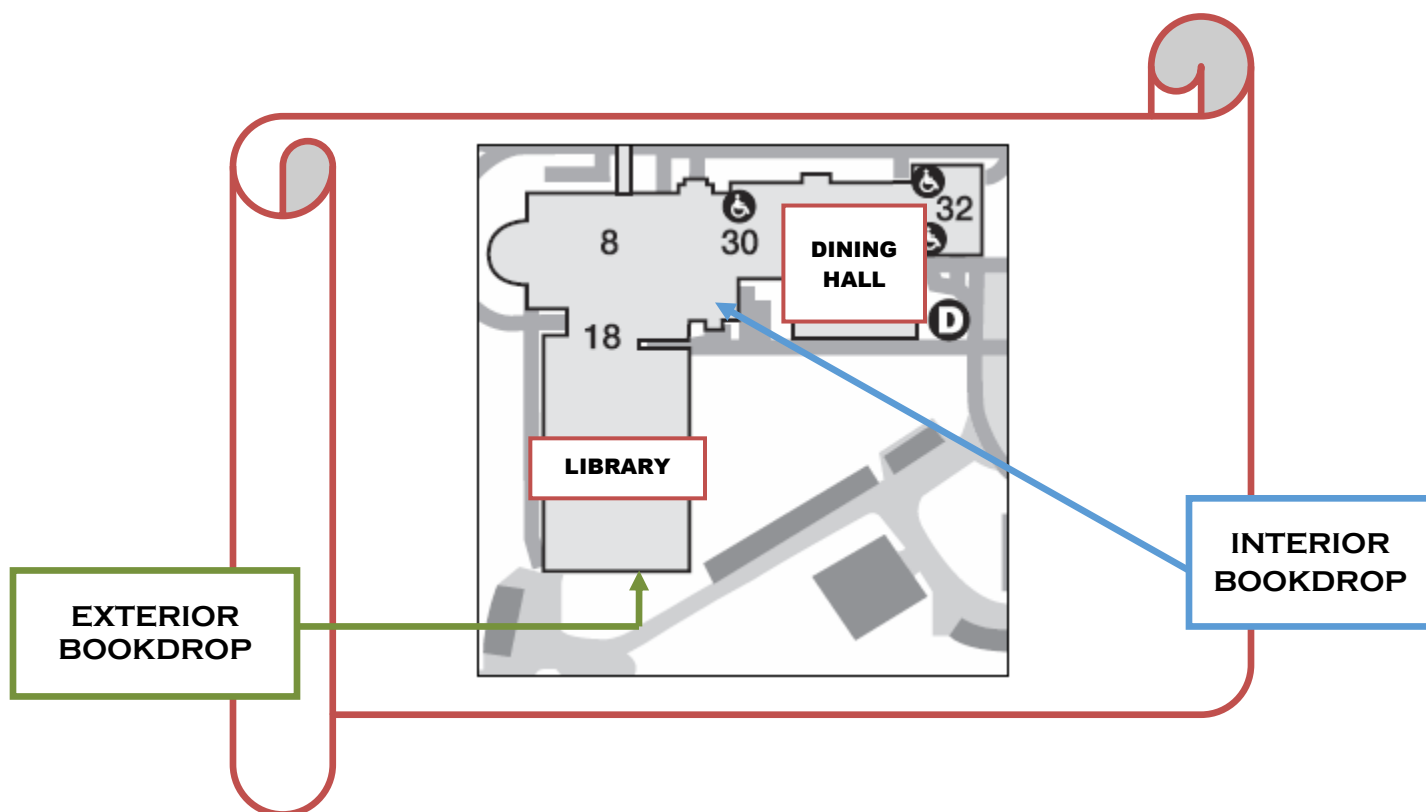 32
8
30
DINING
HALL
D
18
LIBRARY
INTERIOR
BOOKDROP
EXTERIOR
BOOKDROP